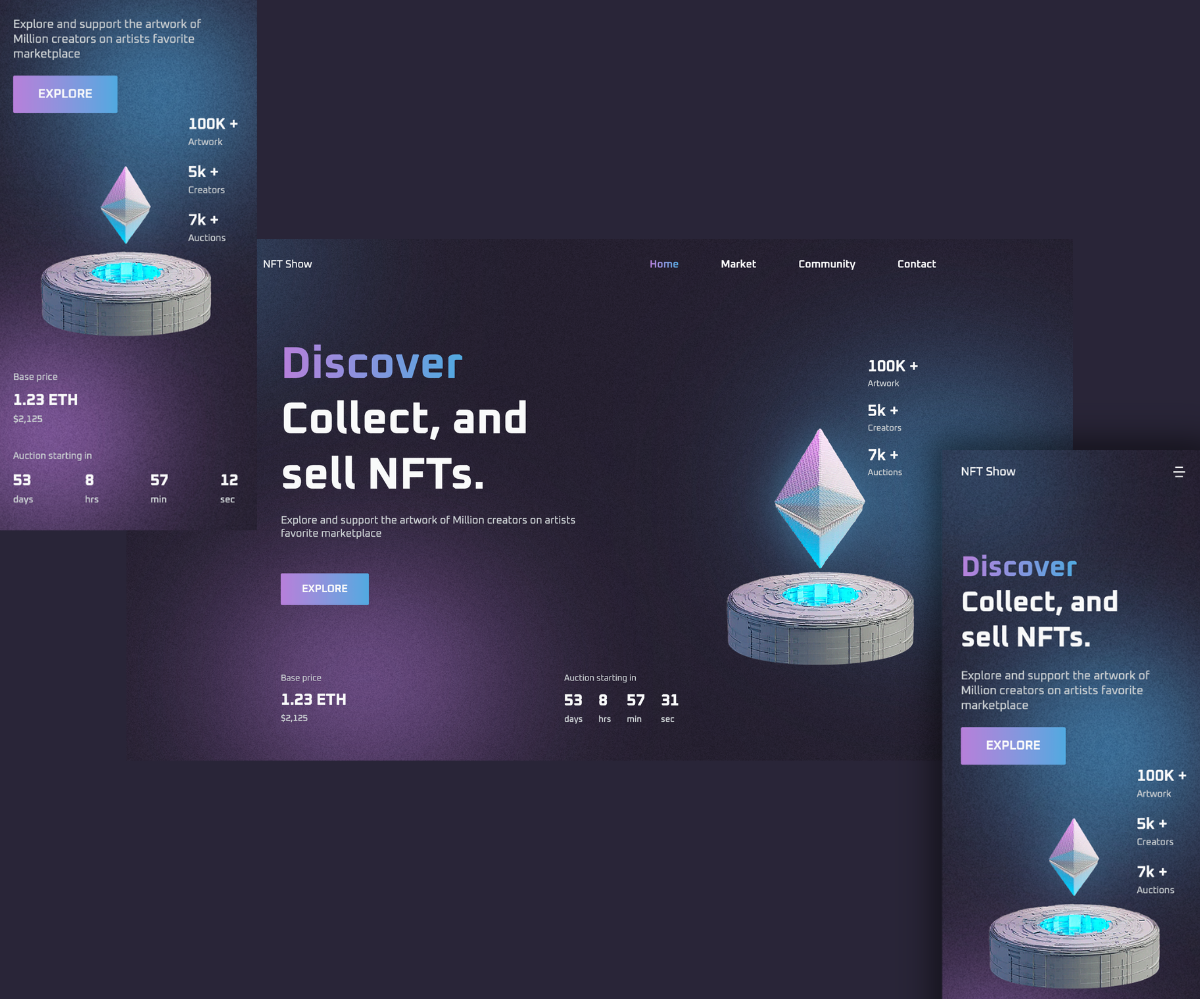 Explore and support the artwork of
Million creators on artists favorite
marketplace
EXPLORE
100K +
Artwork
5k +
Creators
7k +
Auctions
Base price
1.23 ETH
$2,125
Auction starting in
53 8 57 12
days hrs min sec
NFT Show Home Market Community Contact
Discover
Collect, and
sell NFTs.
Explore and support the artwork of Million creators on artists
favorite marketplace
EXPLORE
100K +
Artwork
5k +
Creators
7k +
Auctions
Base price
1.23 ETH
$2,125
Auction starting in
53 8 57 31
days hrs min sec
NFT Show
Discover
Collect, and
sell NFTs.
Explore and support the artwork of
Million creators on artists favorite
marketplace
EXPLORE
100K +
Artwork
5k +
Creators
7k +
Auctions